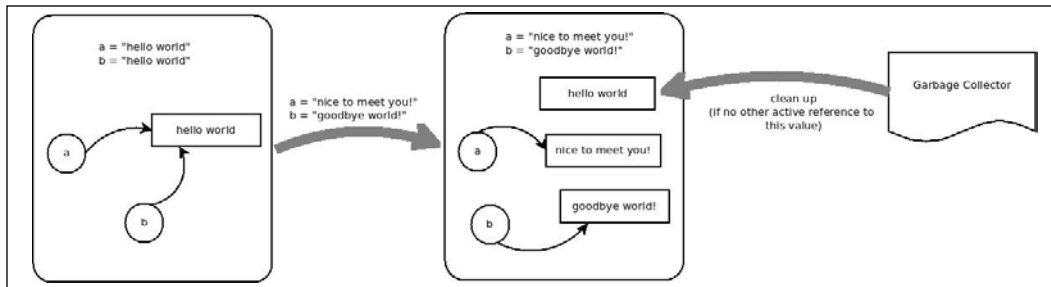 a = "hello world"
b = "hello world"
hello world
a
b
a = "nice to meet you!"
b = "goodbye world!"
a = "nice to meet you!"
b = "goodbye world!"
hello world
a
nice to meet you!
goodbye world!
b
clean up
(if no other active reference to
this value)
Garbage Collector